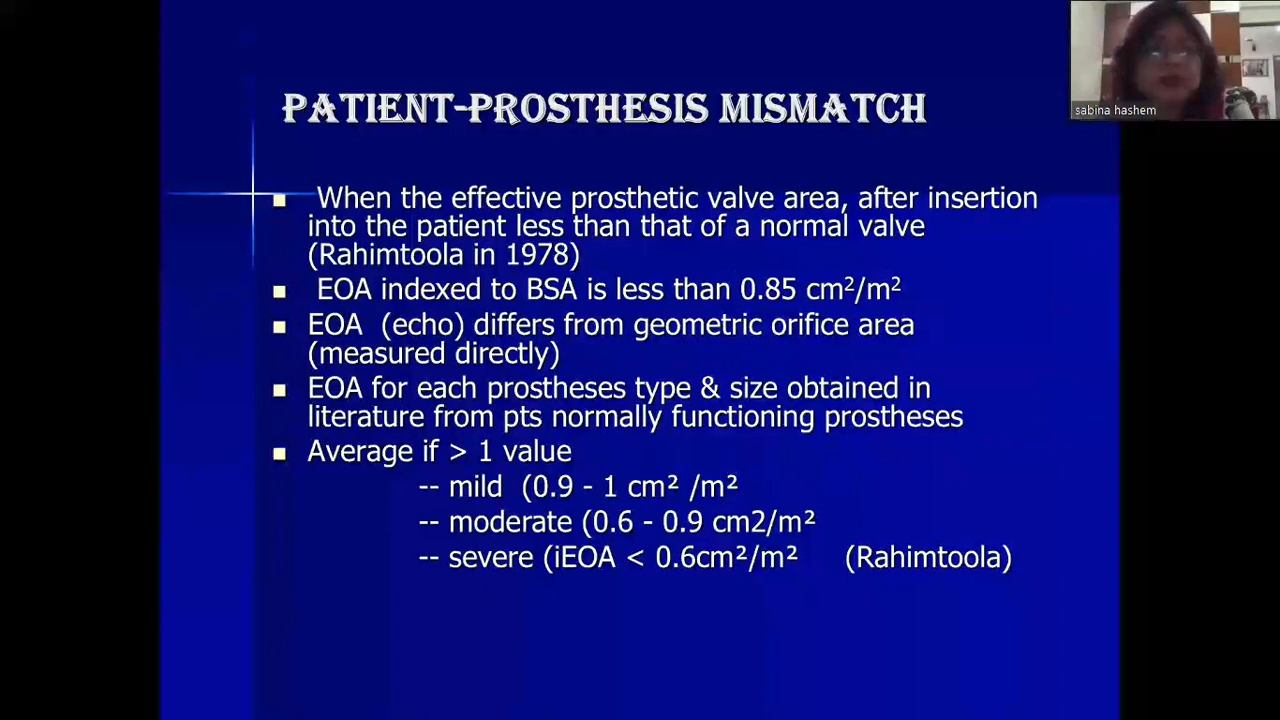 PATIENT-PROSTHESIS MISMATCH
sabina hashem
When the effective prosthetic valve area, after insertion
into the patient less than that of a normal valve
(Rahimtoola in 1978)
EOA indexed to BSA is less than 0.85 cm²/m²
EOA (echo) differs from geometric orifice area
(measured directly)
EOA for each prostheses type & size obtained in
literature from pts normally functioning prostheses
Average if > 1 value
-- mild (0.9 - 1 cm² /m²
-- moderate (0.6 - 0.9 cm2/m²
-- severe (iEOA < 0.6cm²/m² (Rahimtoola)